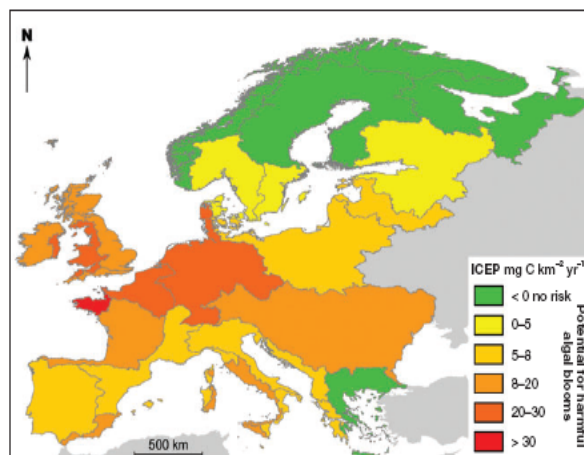 N
ICEP mg C km⁻² yr⁻¹
< 0 no risk
0–5
5–8
8–20
20–30
> 30
Potential for harmful
algal blooms
500 km